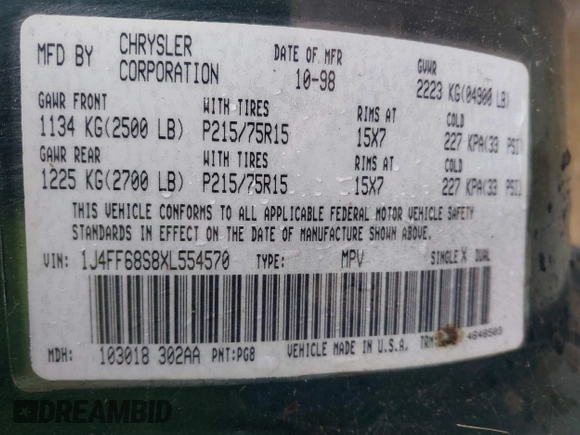 MFD BY CHRYSLER CORPORATION DATE OF MFR 10-98 GVWR 2223 KG(04900 LB)
GAWR FRONT WITH TIRES RIMS AT COLD
1134 KG(2500 LB) P215/75R15 15X7 227 KPA(33 PSI)
GAWR REAR WITH TIRES RIMS AT COLD
1225 KG(2700 LB) P215/75R15 15X7 227 KPA(33 PSI)
THIS VEHICLE CONFORMS TO ALL APPLICABLE FEDERAL MOTOR VEHICLE SAFETY
STANDARDS IN EFFECT ON THE DATE OF MANUFACTURE SHOWN ABOVE.
VIN: 1J4FF68S8XL554570 TYPE: MPV SINGLE X DUAL
MDH: 103018 302AA PNT:PG8 VEHICLE MADE IN U.S.A. TRM: 4648503
DREAMBID